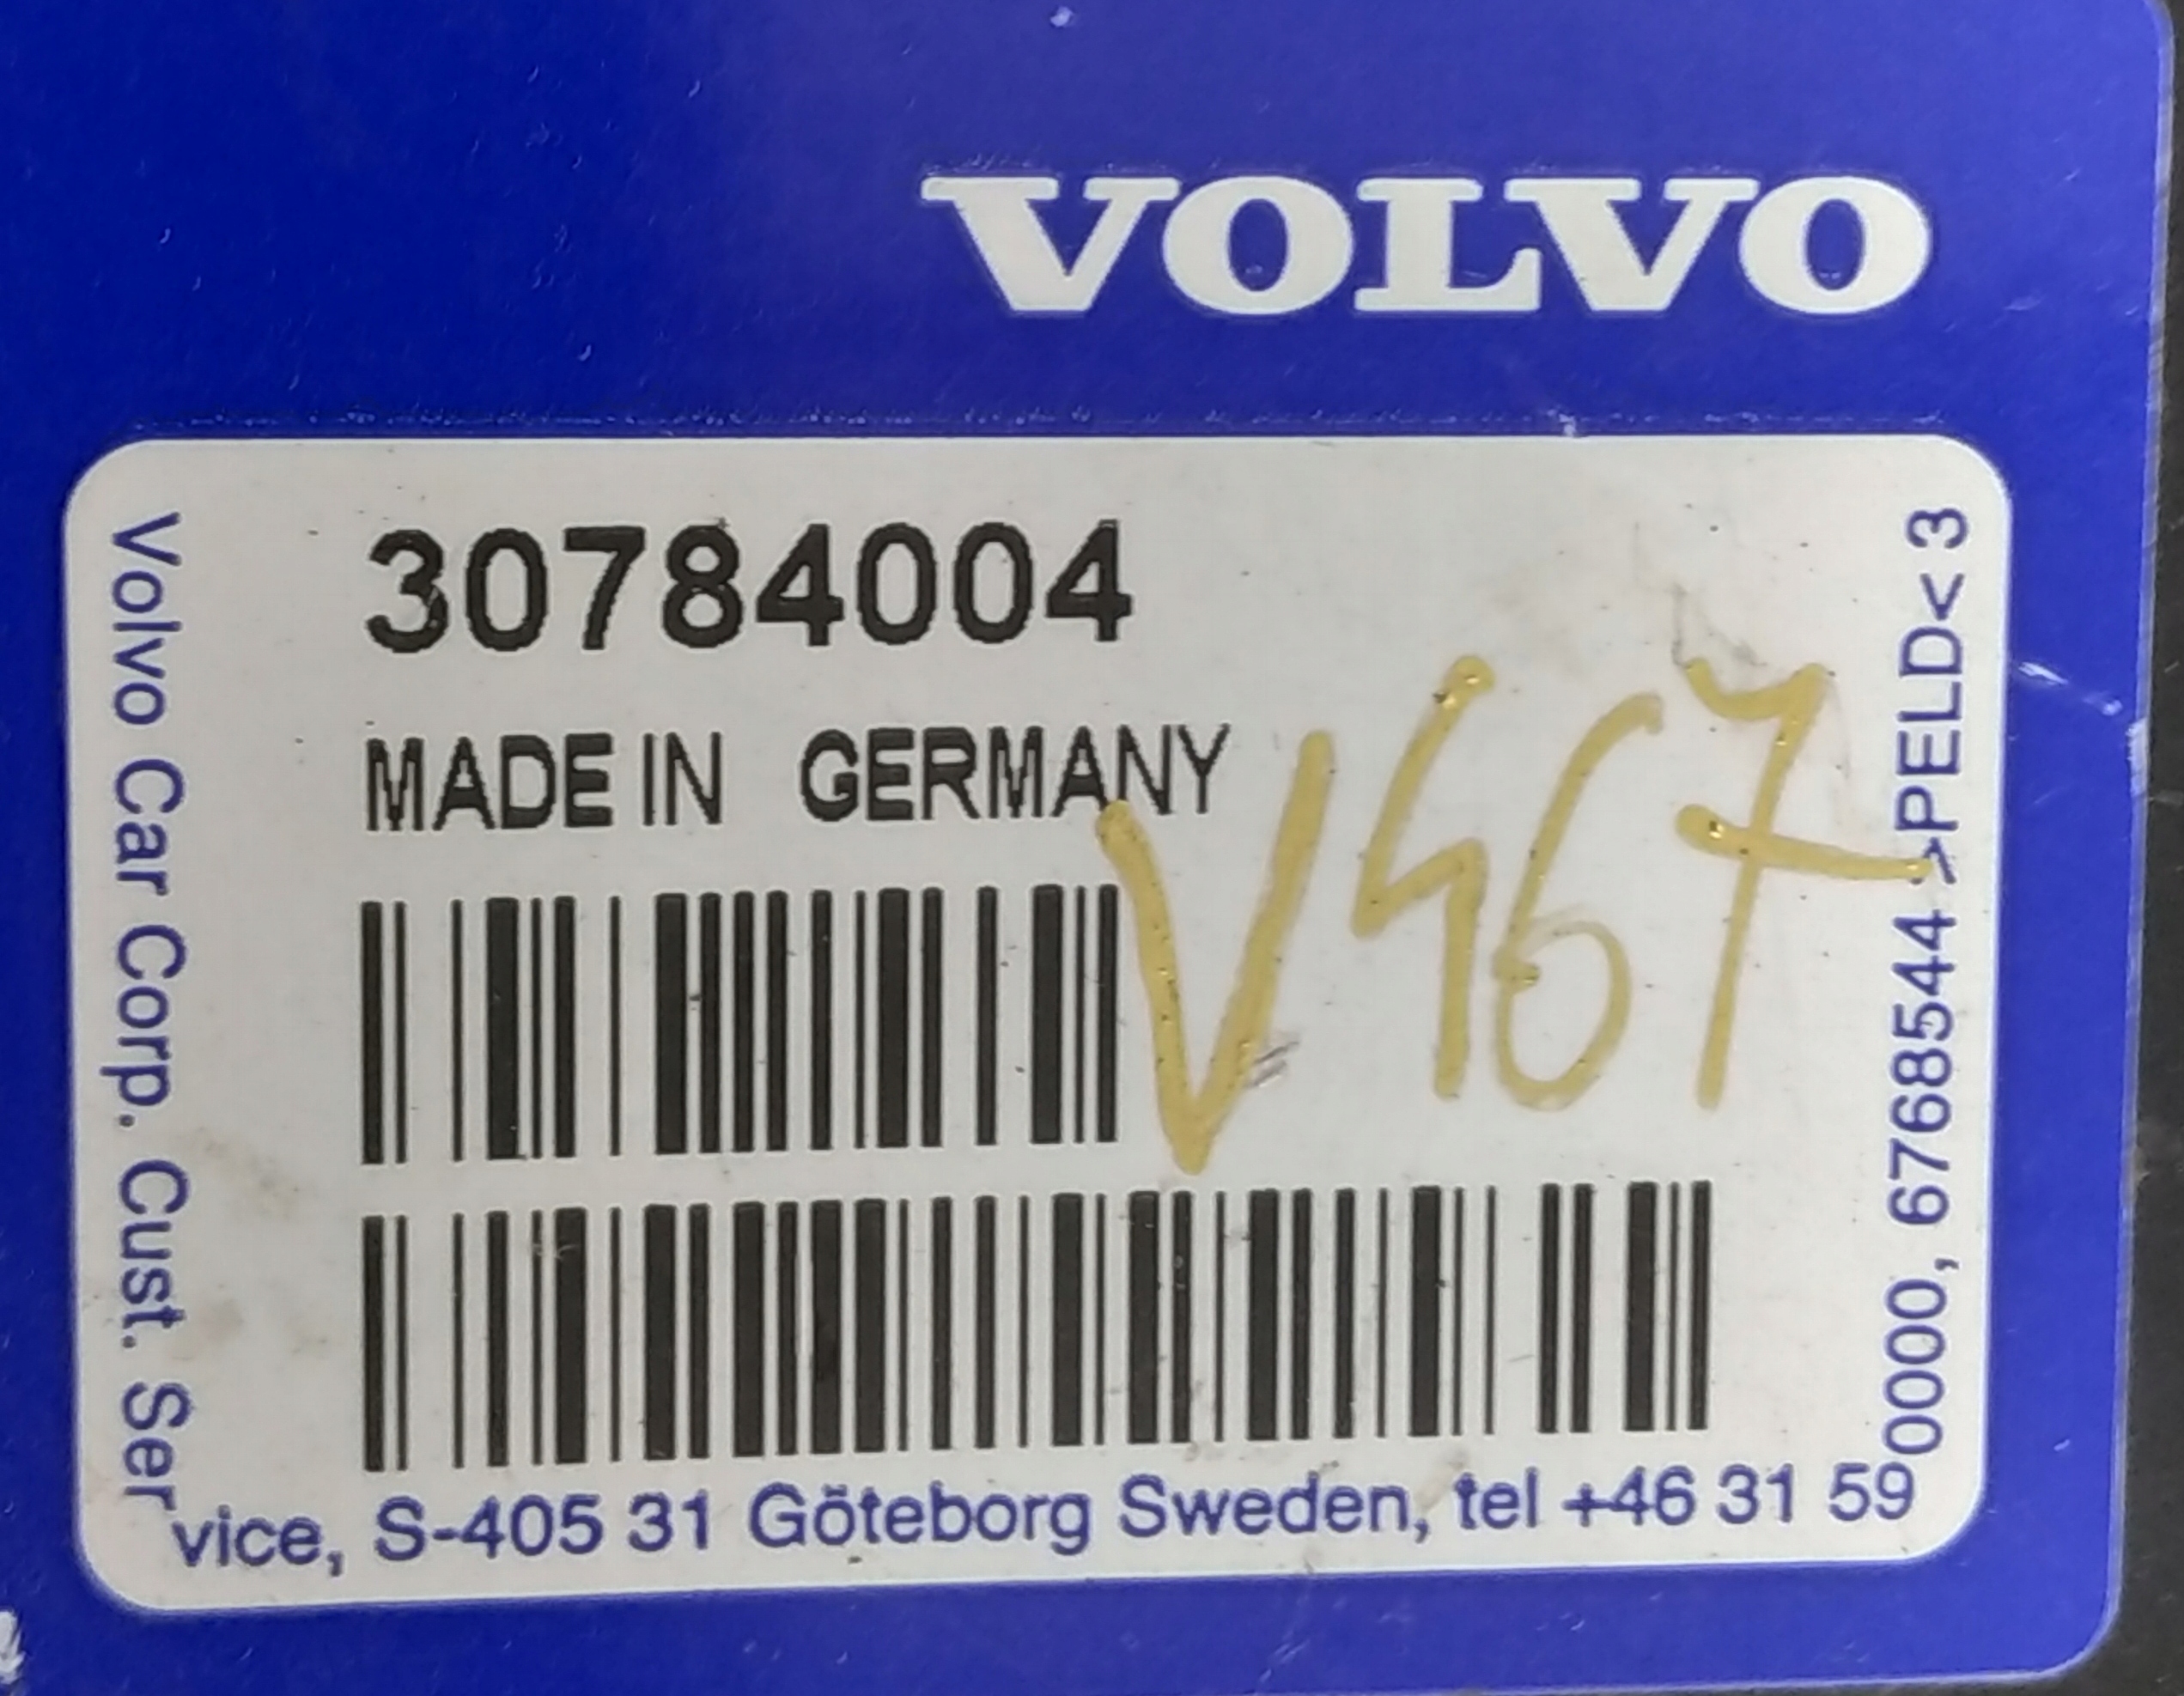 VOLVO
30784004
MADE IN GERMANY
V467
Volvo Car Corp. Cust. Service, S-405 31 Göteborg Sweden, tel +46 31 590000, 6768544 >PELD< 3